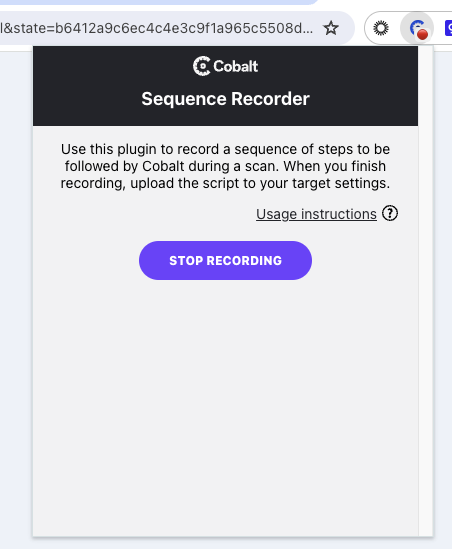 l&state=b6412a9c6ec4c4e3c9f1a965c5508d...
Cobalt
Sequence Recorder
Use this plugin to record a sequence of steps to be
followed by Cobalt during a scan. When you finish
recording, upload the script to your target settings.
Usage instructions ?
STOP RECORDING